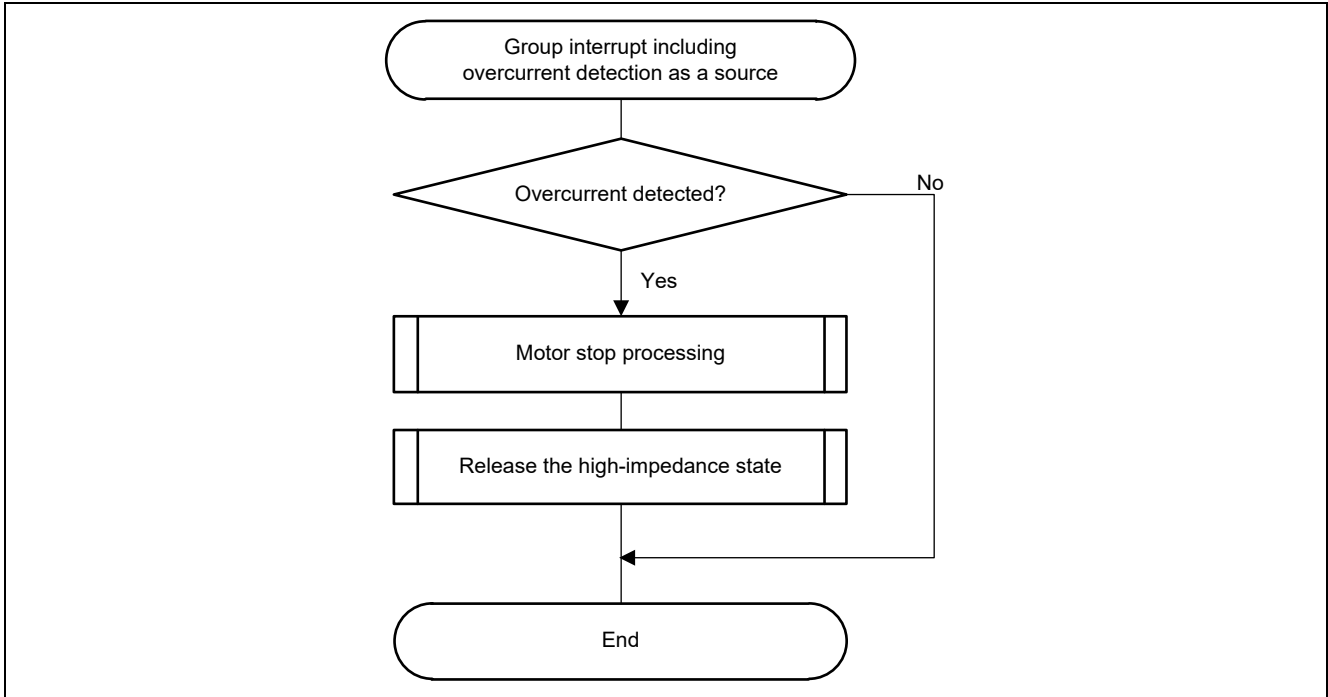 Group interrupt including
overcurrent detection as a source
Overcurrent detected?
No
Yes
Motor stop processing
Release the high-impedance state
End